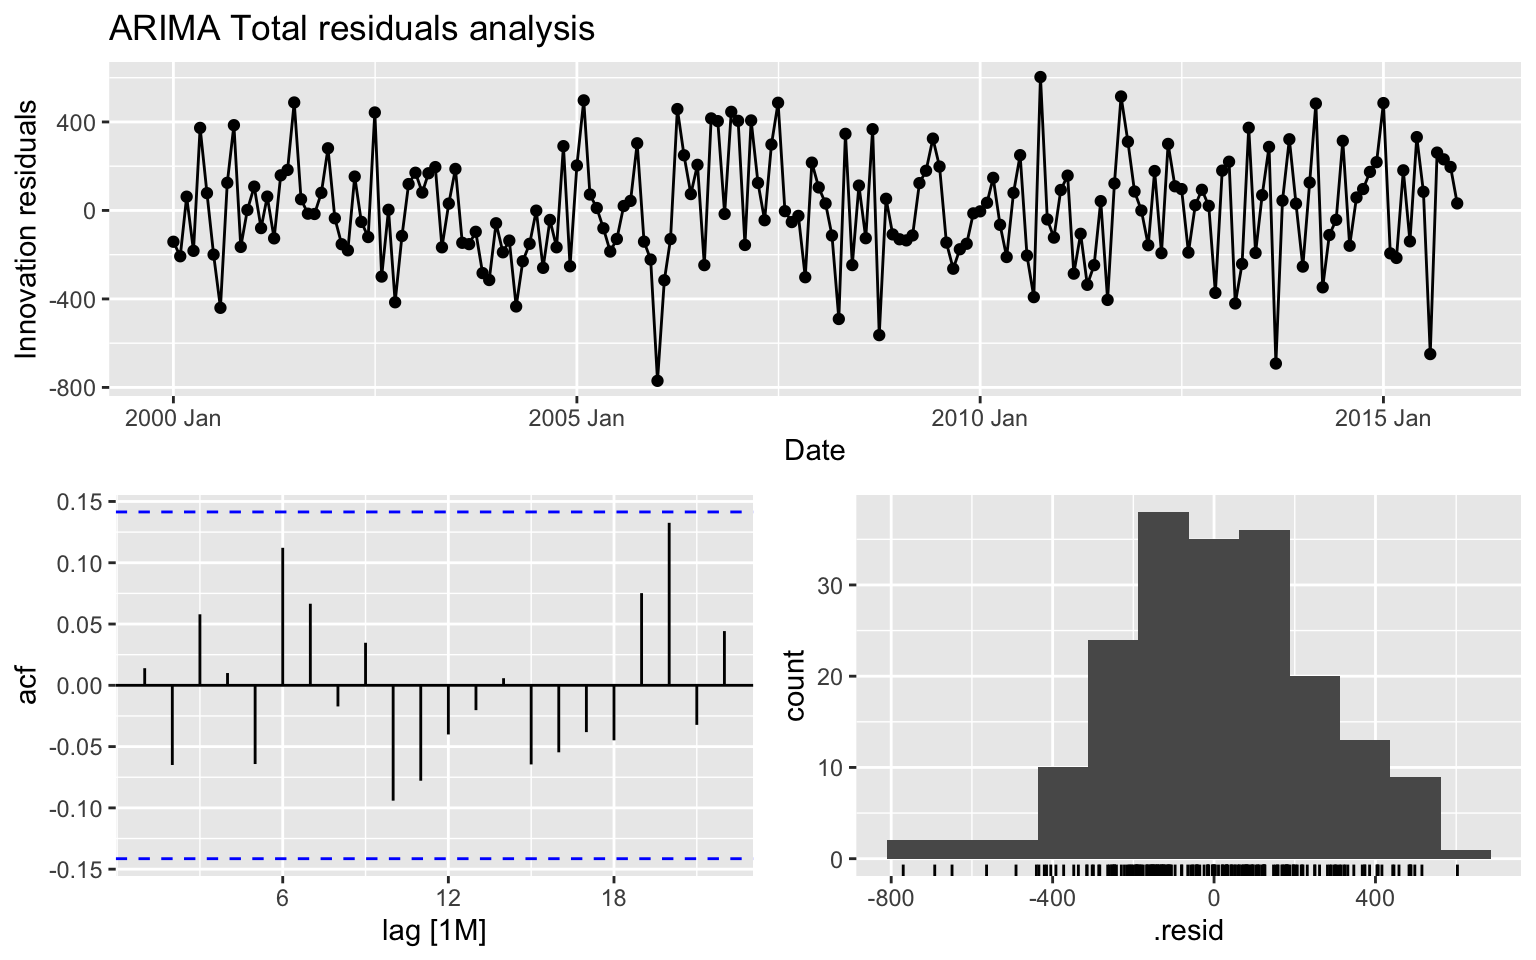 ARIMA Total residuals analysis
Innovation residuals
400
0
-400
-800
2000 Jan
2005 Jan
2010 Jan
2015 Jan
Date
acf
0.15
0.10
0.05
0.00
-0.05
-0.10
-0.15
6
12
18
lag [1M]
count
30
20
10
0
-800
-400
0
400
.resid